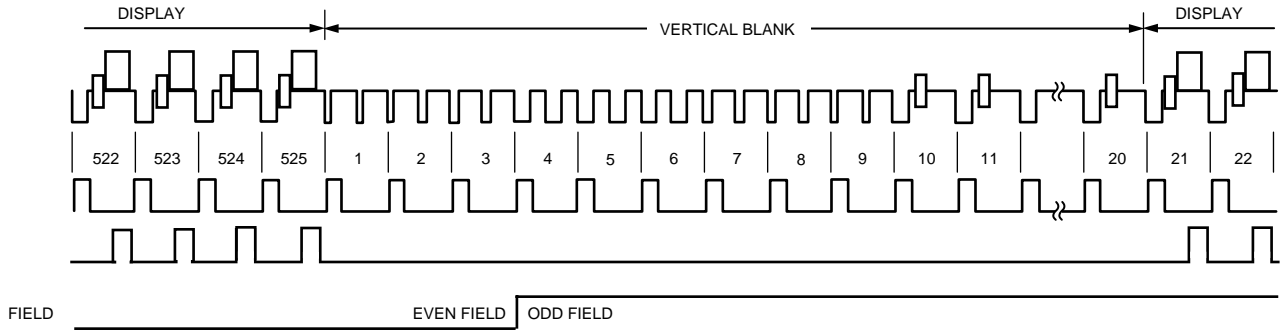 DISPLAY VERTICAL BLANK DISPLAY
522 523 524 525 1 2 3 4 5 6 7 8 9 10 11 20 21 22
FIELD EVEN FIELD ODD FIELD